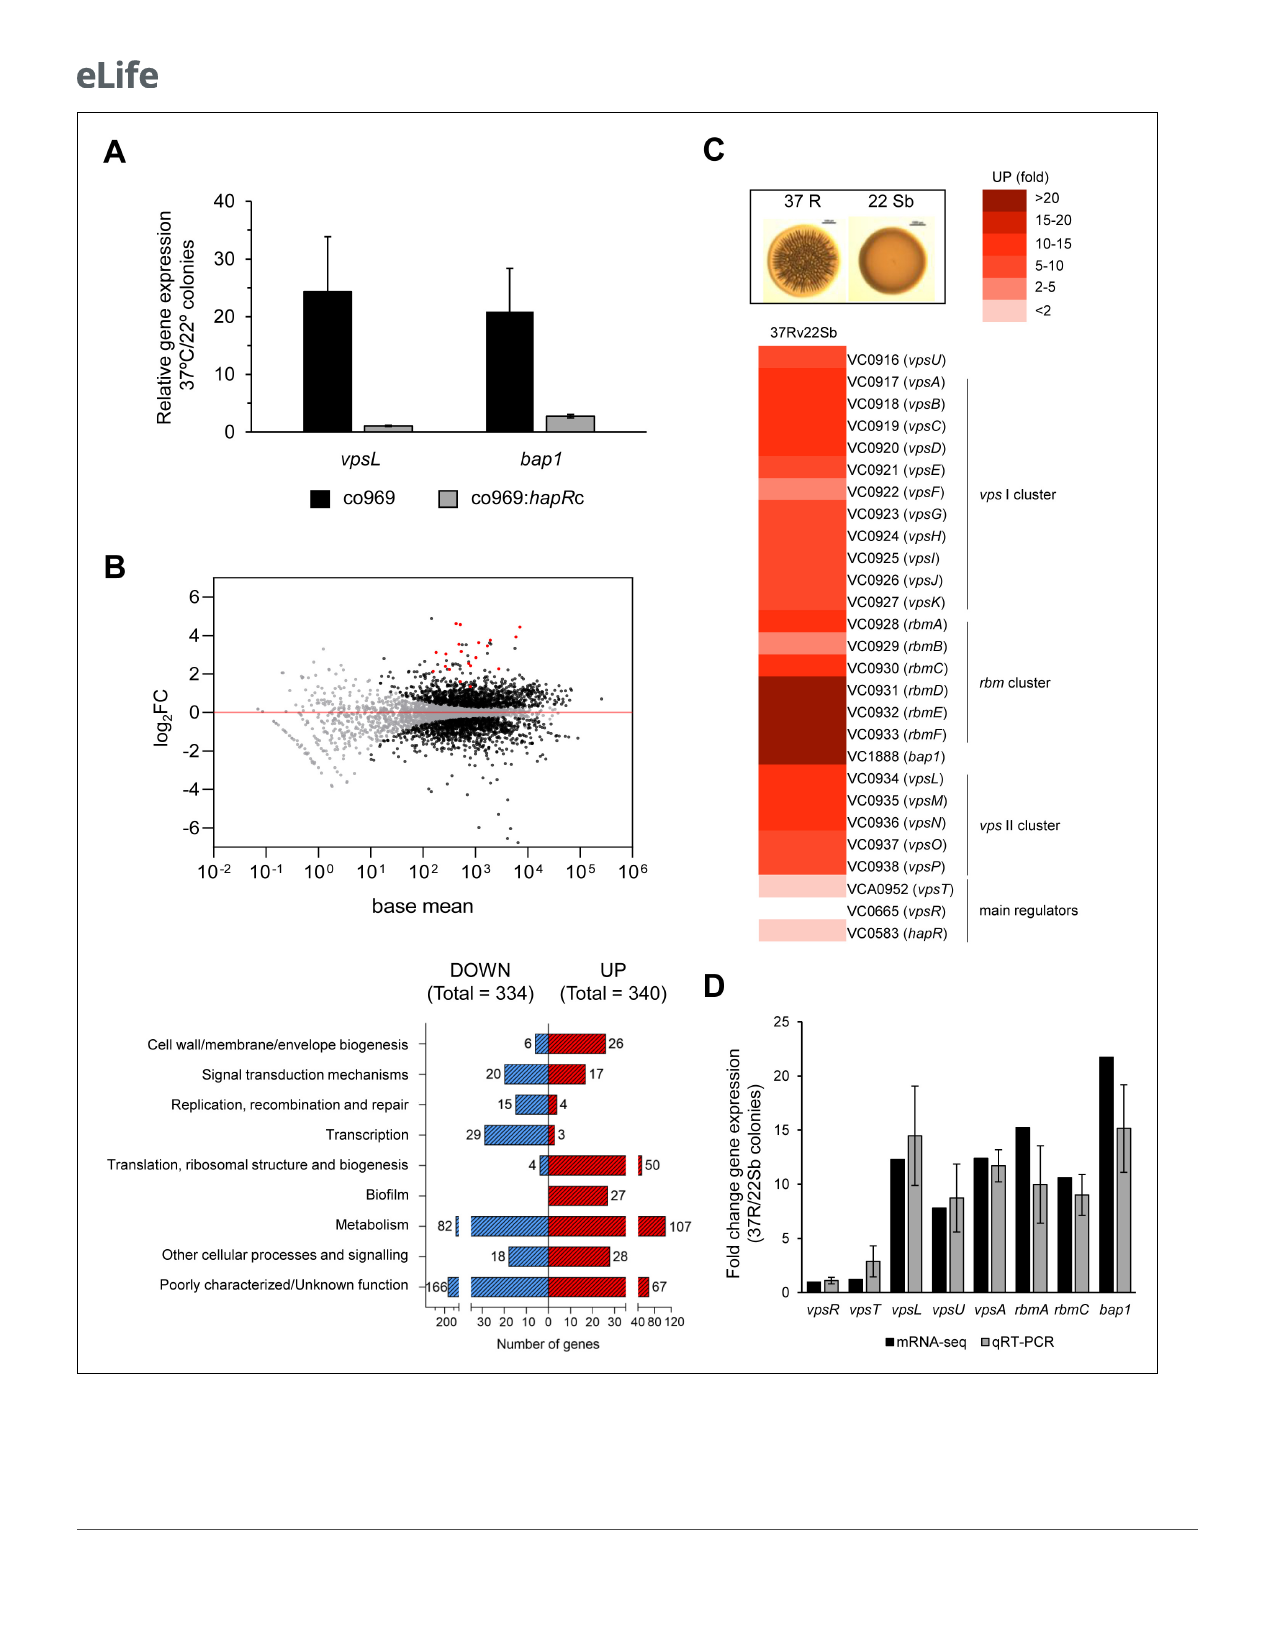 eLife
A
Relative gene expression
37ºC/22º colonies
40
30
20
10
0
vpsL
bap1
co969
co969:hapRc
B
log2FC
6
4
2
0
-2
-4
-6
10-2
10-1
100
101
102
103
104
105
106
base mean
DOWN
(Total = 334)
UP
(Total = 340)
Cell wall/membrane/envelope biogenesis
6
26
Signal transduction mechanisms
20
17
Replication, recombination and repair
15
4
Transcription
29
3
Translation, ribosomal structure and biogenesis
4
50
Biofilm
27
Metabolism
82
107
Other cellular processes and signalling
18
28
Poorly characterized/Unknown function
166
67
200 30 20 10 0 10 20 30 40 80 120
Number of genes
C
37 R
22 Sb
UP (fold)
>20
15-20
10-15
5-10
2-5
<2
37Rv22Sb
VC0916 (vpsU)
VC0917 (vpsA)
VC0918 (vpsB)
VC0919 (vpsC)
VC0920 (vpsD)
VC0921 (vpsE)
VC0922 (vpsF)
VC0923 (vpsG)
VC0924 (vpsH)
VC0925 (vpsI)
VC0926 (vpsJ)
VC0927 (vpsK)
vps I cluster
VC0928 (rbmA)
VC0929 (rbmB)
VC0930 (rbmC)
VC0931 (rbmD)
VC0932 (rbmE)
VC0933 (rbmF)
rbm cluster
VC1888 (bap1)
VC0934 (vpsL)
VC0935 (vpsM)
VC0936 (vpsN)
VC0937 (vpsO)
VC0938 (vpsP)
vps II cluster
VCA0952 (vpsT)
VC0665 (vpsR)
VC0583 (hapR)
main regulators
D
Fold change gene expression
(37R/22Sb colonies)
25
20
15
10
5
0
vpsR vpsT vpsL vpsU vpsA rbmA rbmC bap1
mRNA-seq
qRT-PCR